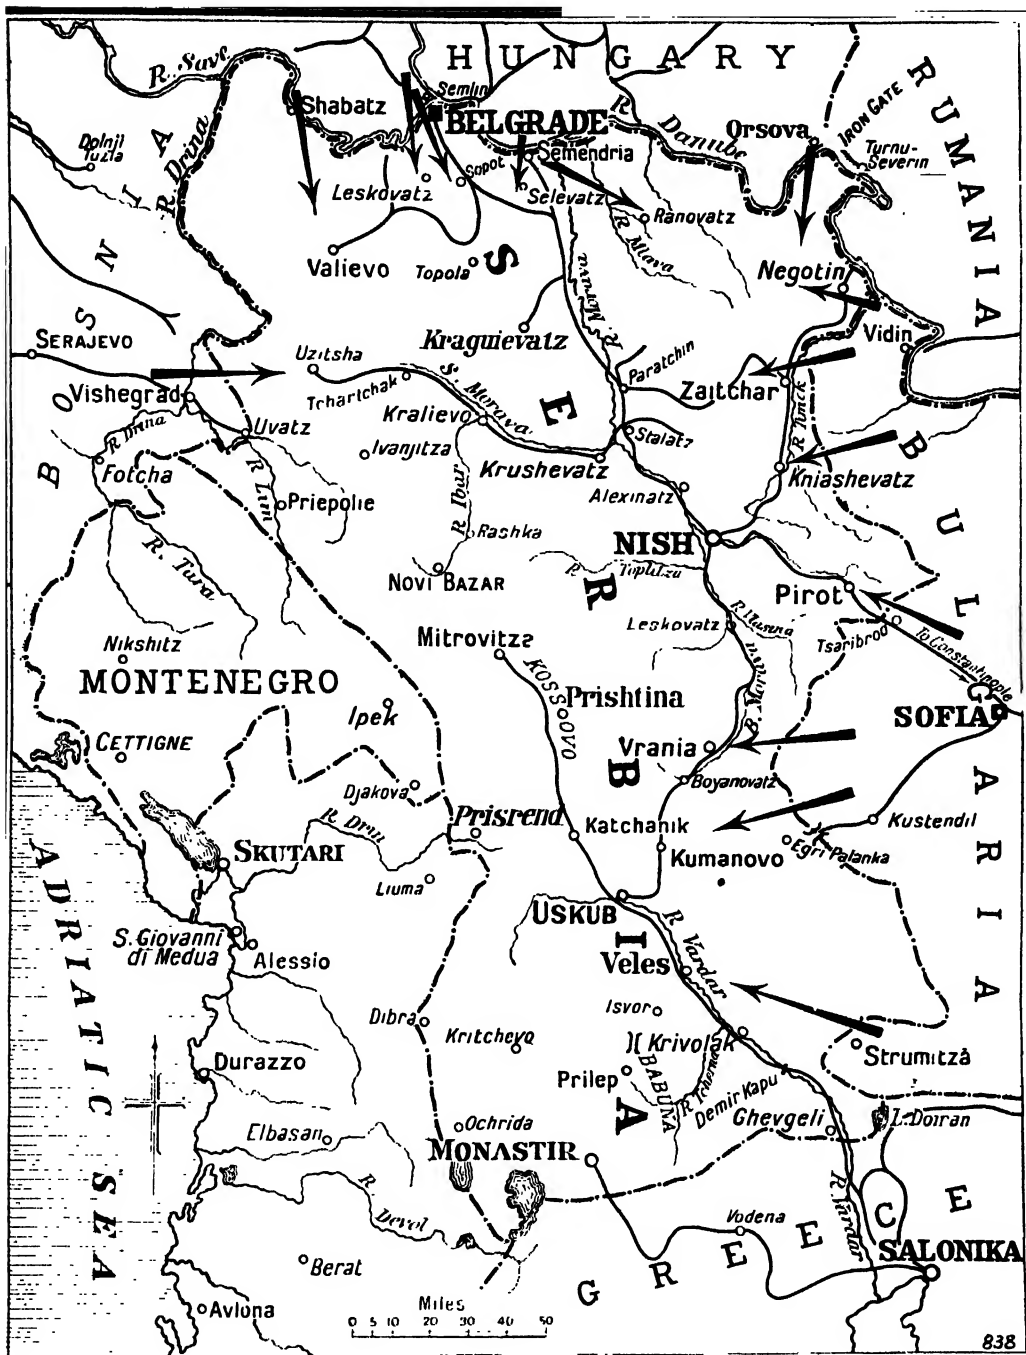 HUNGARY
RUMANIA
BOSNIA
SERBIA
BULGARIA
MONTENEGRO
GREECE
ADRIATIC SEA
R. Save
R. Drina
Shabatz
Semlin
BELGRADE
R. Danube
Orsova
IRON GATE
Turnu-
Severin
Dolnji
Tuzla
Leskovatz
Sopot
Semendria
Selevatz
Ranovatz
R. Mlava
Valievo
Topola
Negotin
Vidin
SERAJEVO
Uzitsha
Kraguievatz
R. Morava
Paratchin
Zaitchar
Vishegrad
Tchartchak
S. Morava
Kralievo
R. Timok
Uvatz
R. Drina
Ivanjitza
Stalatz
Krushevatz
Kniashevatz
Fotcha
R. Lim
Priepolie
R. Ibar
Alexinatz
Rashka
NISH
R. Tara
NOVI BAZAR
R. Toplitza
Pirot
Nikshitz
Mitrovitza
Leskovatz
Tsaribrod
To Constantinople
KOSSOVO
Prishtina
B. Morava
SOFIA
Ipek
Vrania
CETTIGNE
Djakova
Boyanovatz
Prisrend
Katchanik
Kustendil
R. Drin
Egri Palanka
SKUTARI
Kumanovo
Liuma
USKUB
R. Vardar
S. Giovanni
di Medua
Alessio
Veles
Isvor
Dibra
Kritchevo
Krivolak
Strumitza
Durazzo
Prilep
BABUNA
R. Tcherna
Demir Kapu
Ghevgeli
L. Doiran
Elbasan
Ochrida
MONASTIR
R. Devol
Vodena
R. Vardar
SALONIKA
Berat
Avlona
Miles
0 5 10 20 30 40 50
838